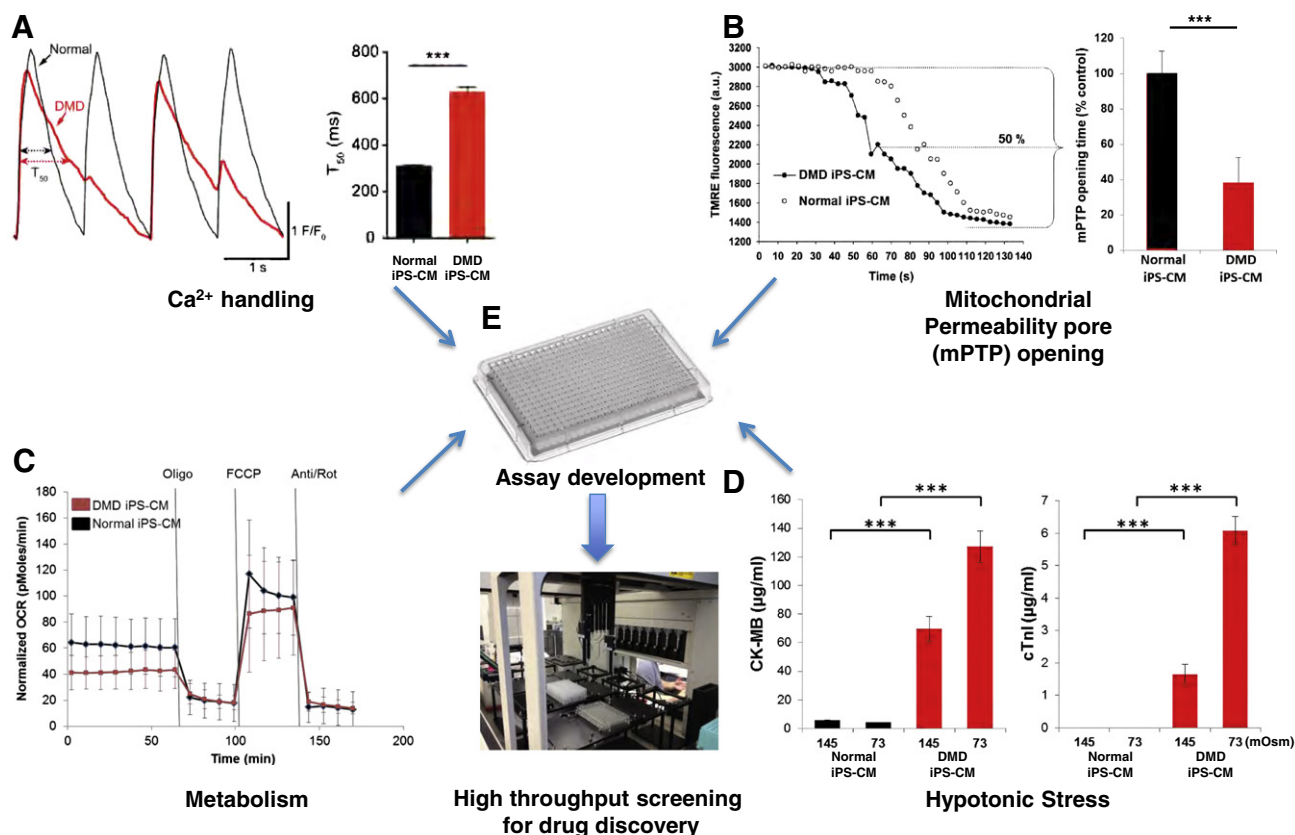 A
Normal
DMD
T50
1 F/F0
1 s
T50 (ms)
800
600
400
200
0
***
Normal
iPS-CM
DMD
iPS-CM
Ca2+ handling
B
TMRE fluorescence (a.u.)
3000
2800
2600
2400
2200
2000
1800
1600
1400
1200
50 %
DMD iPS-CM
Normal iPS-CM
0 10 20 30 40 50 60 70 80 90 100 110 120 130 140
Time (s)
***
mPTP opening time (% control)
120
100
80
60
40
20
0
Normal
iPS-CM
DMD
iPS-CM
Mitochondrial
Permeability pore
(mPTP) opening
E
Assay development
High throughput screening
for drug discovery
C
Oligo
FCCP
Anti/Rot
Normalized OCR (pMoles/min)
180
160
140
120
100
80
60
40
20
0
DMD iPS-CM
Normal iPS-CM
0 50 100 150 200
Time (min)
Metabolism
D
CK-MB (µg/ml)
160
140
120
100
80
60
40
20
0
***
***
145 73 145 73
Normal
iPS-CM
DMD
iPS-CM
cTnI (µg/ml)
7
6
5
4
3
2
1
0
***
***
145 73 145 73 (mOsm)
Normal
iPS-CM
DMD
iPS-CM
Hypotonic Stress